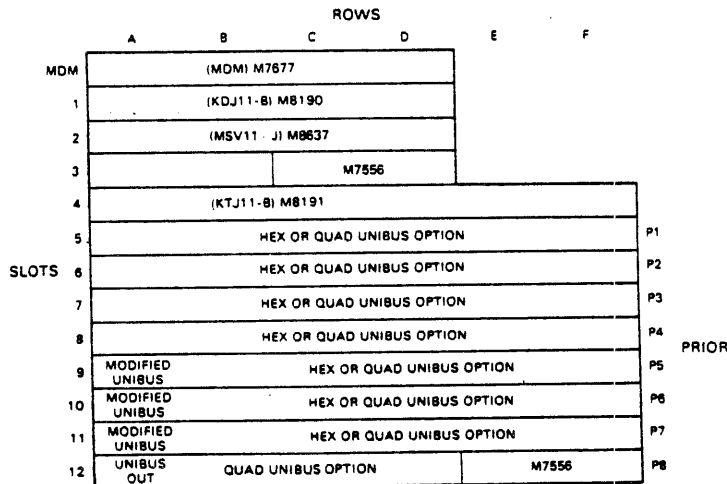 ROWS
A B C D E F
MDM (MDM) M7677
1 (KDJ11-B) M8190
2 (MSV11 - J) M8637
3 M7556
4 (KTJ11-B) M8191
5 HEX OR QUAD UNIBUS OPTION P1
SLOTS 6 HEX OR QUAD UNIBUS OPTION P2
7 HEX OR QUAD UNIBUS OPTION P3
8 HEX OR QUAD UNIBUS OPTION P4
PRIOR
9 MODIFIED UNIBUS HEX OR QUAD UNIBUS OPTION P5
10 MODIFIED UNIBUS HEX OR QUAD UNIBUS OPTION P6
11 MODIFIED UNIBUS HEX OR QUAD UNIBUS OPTION P7
12 UNIBUS OUT QUAD UNIBUS OPTION M7556 P8